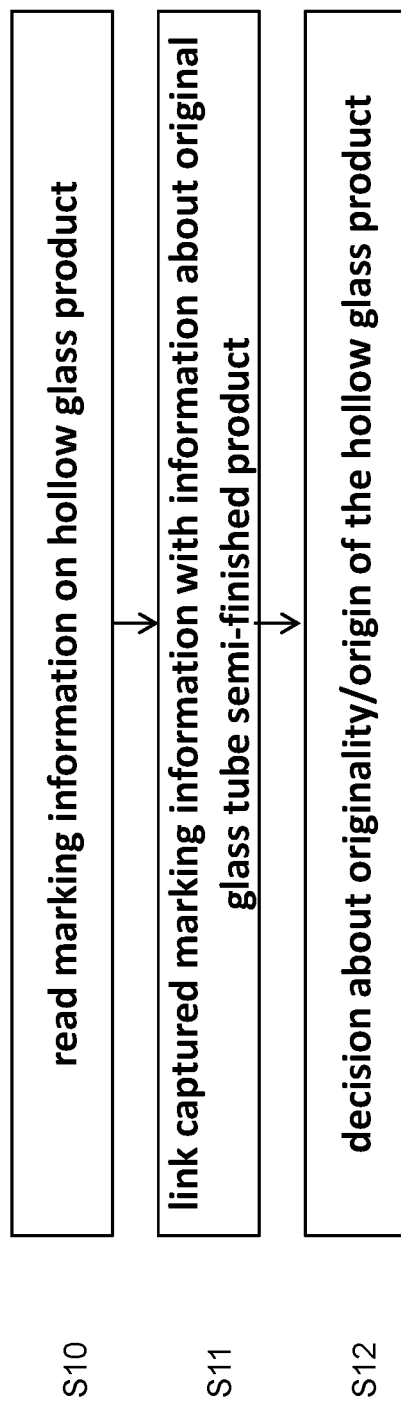 S10
read marking information on hollow glass product
S11
link captured marking information with information about original
glass tube semi-finished product
S12
decision about originality/origin of the hollow glass product